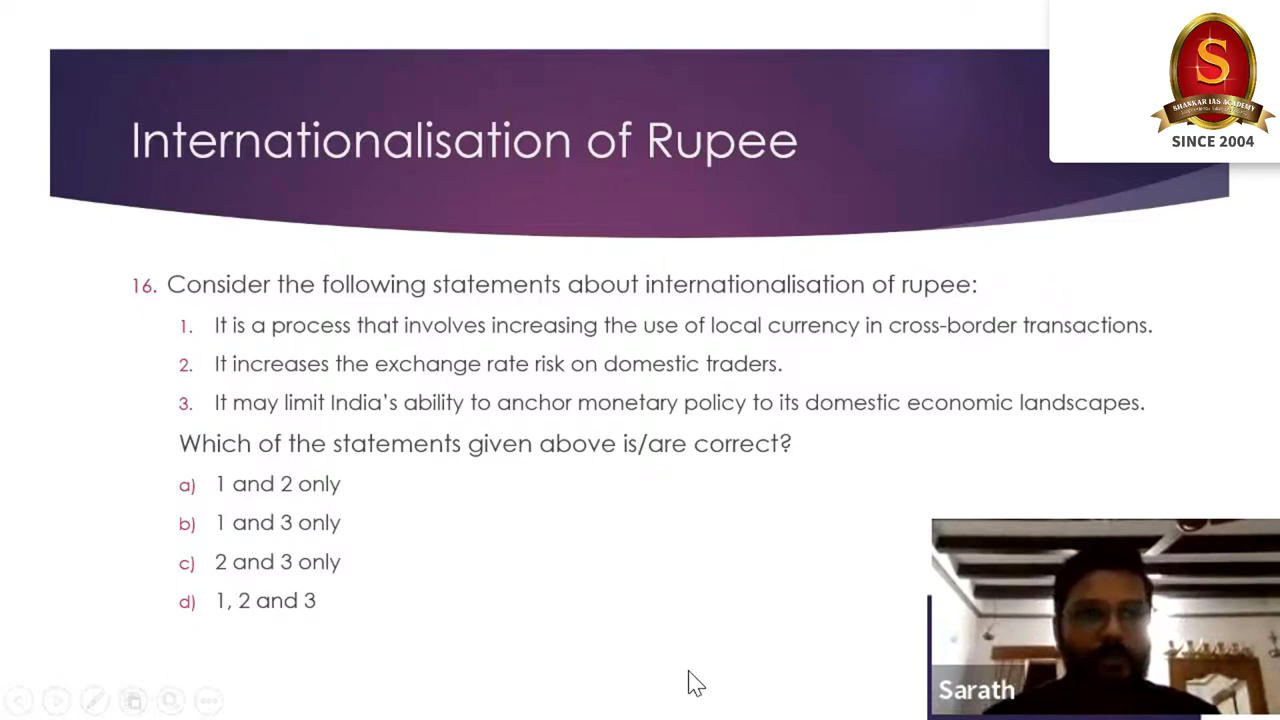 S
SHANKAR IAS ACADEMY
SINCE 2004
Internationalisation of Rupee
16. Consider the following statements about internationalisation of rupee:
1. It is a process that involves increasing the use of local currency in cross-border transactions.
2. It increases the exchange rate risk on domestic traders.
3. It may limit India's ability to anchor monetary policy to its domestic economic landscapes.
Which of the statements given above is/are correct?
a) 1 and 2 only
b) 1 and 3 only
c) 2 and 3 only
d) 1, 2 and 3
Sarath